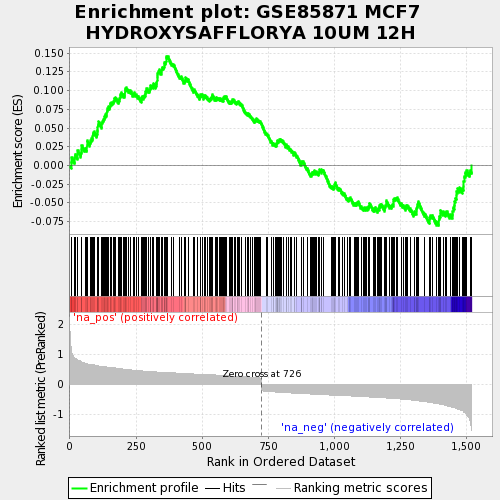 Enrichment plot: GSE85871 MCF7
HYDROXYSAFFLORYA 10UM 12H
Enrichment score (ES)
0.150
0.125
0.100
0.075
0.050
0.025
0.000
-0.025
-0.050
-0.075
'na_pos' (positively correlated)
Ranked list metric (PreRanked)
2
1
0
-1
Zero cross at 726
'na_neg' (negatively correlated)
0
250
500
750
1,000
1,250
1,500
Rank in Ordered Dataset
Enrichment profile
Hits
Ranking metric scores